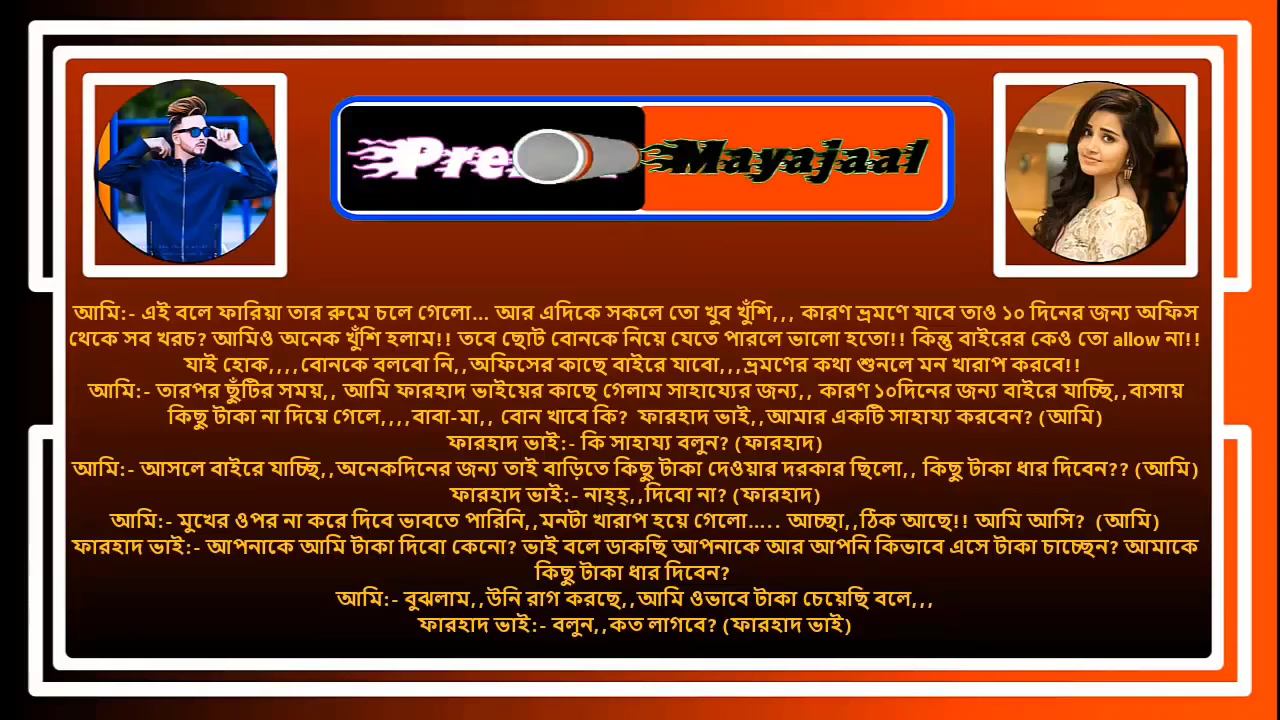 Pre
Mayajaal
আমি:- এই বলে ফারিয়া তার রুমে চলে গেলো... আর এদিকে সকলে তো খুব খুঁশি,,, কারণ ভ্রমণে যাবে তাও ১০ দিনের জন্য অফিস
থেকে সব খরচ? আমিও অনেক খুঁশি হলাম!! তবে ছোট বোনকে নিয়ে যেতে পারলে ভালো হতো!! কিন্তু বাইরের কেও তো allow না!!
যাই হোক,,,,বোনকে বলবো নি,,অফিসের কাছে বাইরে যাবো,,,ভ্রমণের কথা শুনলে মন খারাপ করবে!!
আমি:- তারপর ছুঁটির সময়,, আমি ফারহাদ ভাইয়ের কাছে গেলাম সাহায্যের জন্য,, কারণ ১০দিনের জন্য বাইরে যাচ্ছি,,বাসায়
কিছু টাকা না দিয়ে গেলে,,,,বাবা-মা,, বোন খাবে কি? ফারহাদ ভাই,,আমার একটি সাহায্য করবেন? (আমি)
ফারহাদ ভাই:- কি সাহায্য বলুন? (ফারহাদ)
আমি:- আসলে বাইরে যাচ্ছি,,অনেকদিনের জন্য তাই বাড়িতে কিছু টাকা দেওয়ার দরকার ছিলো,, কিছু টাকা ধার দিবেন?? (আমি)
ফারহাদ ভাই:- নাহ্হ্,,দিবো না? (ফারহাদ)
আমি:- মুখের ওপর না করে দিবে ভাবতে পারিনি,,মনটা খারাপ হয়ে গেলো..... আচ্ছা,,ঠিক আছে!! আমি আসি? (আমি)
ফারহাদ ভাই:- আপনাকে আমি টাকা দিবো কেনো? ভাই বলে ডাকছি আপনাকে আর আপনি কিভাবে এসে টাকা চাচ্ছেন? আমাকে
কিছু টাকা ধার দিবেন?
আমি:- বুঝলাম,,উনি রাগ করছে,,আমি ওভাবে টাকা চেয়েছি বলে,,,
ফারহাদ ভাই:- বলুন,,কত লাগবে? (ফারহাদ ভাই)